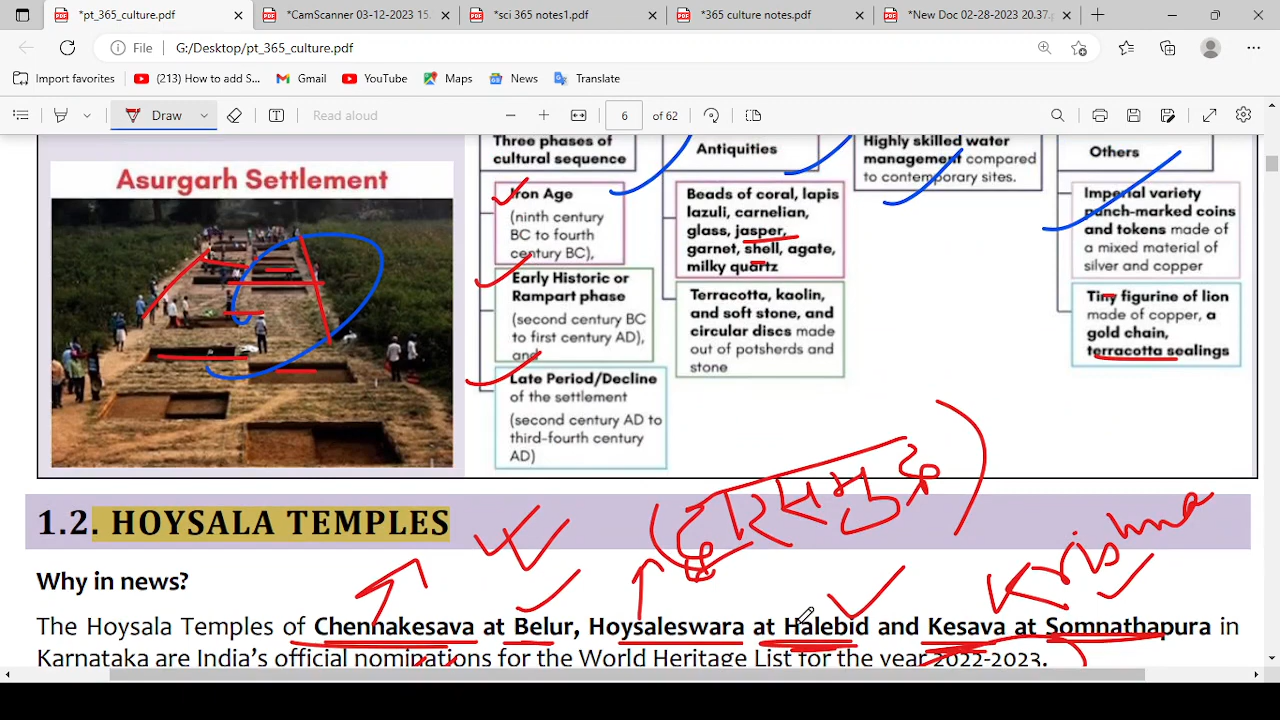 *pt_365_culture.pdf
*CamScanner 03-12-2023 15.
*sci 365 notes1.pdf
*365 culture notes.pdf
*New Doc 02-28-2023 20.37.p
File G:/Desktop/pt_365_culture.pdf
Import favorites
(213) How to add S...
Gmail
YouTube
Maps
News
Translate
Draw
Read aloud
6 of 62
Asurgarh Settlement
Three phases of
cultural sequence
Iron Age
(ninth century
BC to fourth
century BC),
Early Historic or
Rampart phase
(second century BC
to first century AD),
and
Late Period/Decline
of the settlement
(second century AD to
third-fourth century
AD)
Antiquities
Beads of coral, lapis
lazuli, carnelian,
glass, jasper,
garnet, shell, agate,
milky quartz
Terracotta, kaolin,
and soft stone, and
circular discs made
out of potsherds and
stone
Highly skilled water
management compared
to contemporary sites.
Others
Imperial variety
punch-marked coins
and tokens made of
a mixed material of
silver and copper
Tiny figurine of lion
made of copper, a
gold chain,
terracotta sealings
1.2. HOYSALA TEMPLES
Krishna
Why in news?
The Hoysala Temples of Chennakesava at Belur, Hoysaleswara at Halebid and Kesava at Somnathapura in
Karnataka are India's official nominations for the World Heritage List for the year 2022-2023.